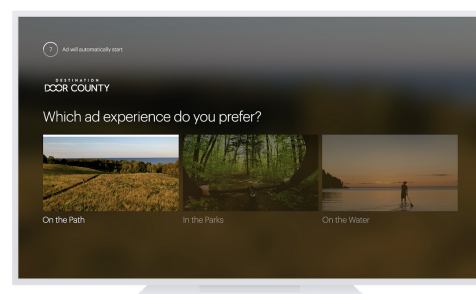 7 Ad will automatically start
DESTINATION
DOOR COUNTY
Which ad experience do you prefer?
On the Path
In the Parks
On the Water